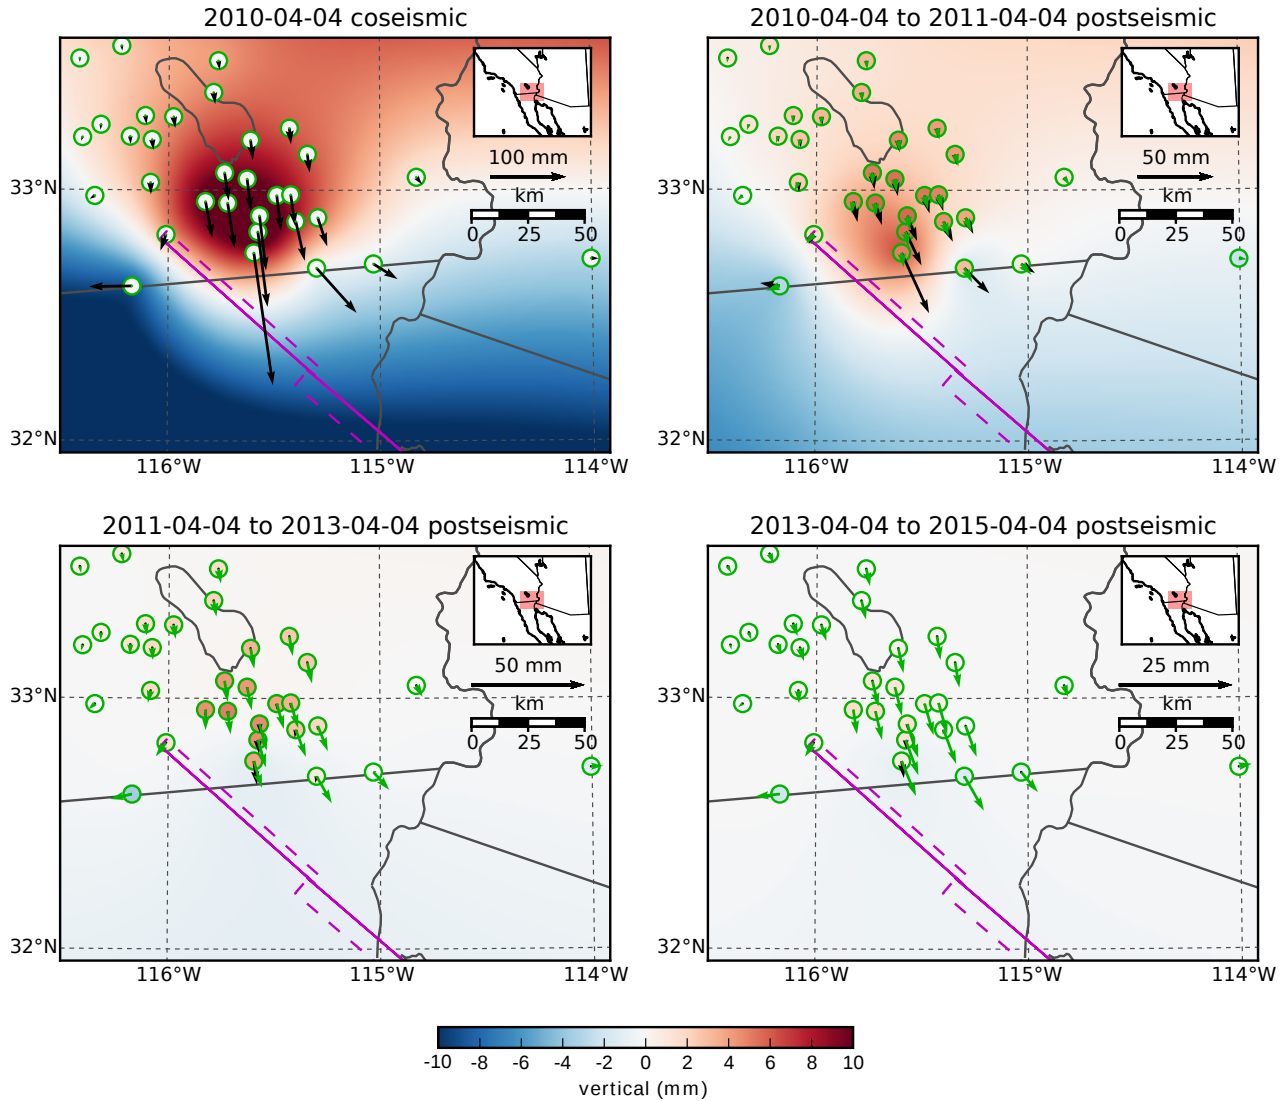 2010-04-04 coseismic
2010-04-04 to 2011-04-04 postseismic
100 mm
km
0 25 50
33°N
32°N
116°W 115°W 114°W
50 mm
km
0 25 50
33°N
32°N
116°W 115°W 114°W
2011-04-04 to 2013-04-04 postseismic
2013-04-04 to 2015-04-04 postseismic
50 mm
km
0 25 50
33°N
32°N
116°W 115°W 114°W
25 mm
km
0 25 50
33°N
32°N
116°W 115°W 114°W
-10 -8 -6 -4 -2 0 2 4 6 8 10
vertical (mm)